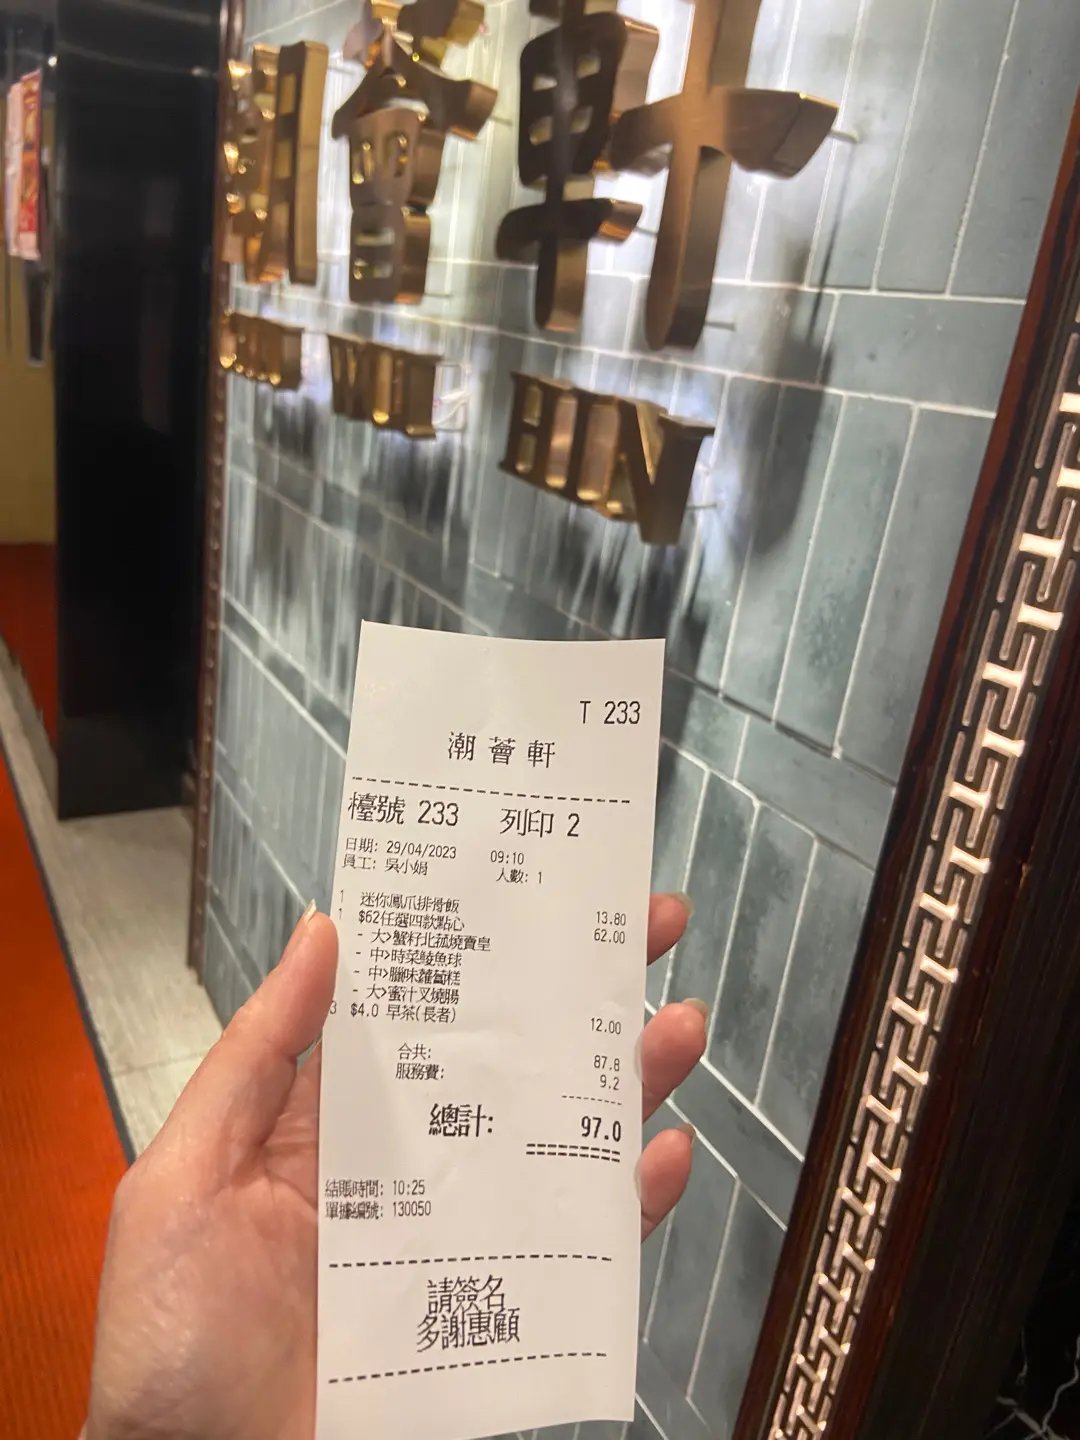 潮薈軒
HUI HIN
T 233
潮薈軒
檯號 233 列印 2
日期: 29/04/2023 09:10
員工: 吳小娟 人數: 1
1 迷你鳳爪排骨飯 13.80
1 $62任選四款點心 62.00
- 大>蟹籽北菰燒賣皇
- 中>時菜鯪魚球
- 中>臘味蘿蔔糕
- 大>蜜汁叉燒腸
3 $4.0 早茶(長者) 12.00
合共: 87.8
服務費: 9.2
總計: 97.0
結賬時間: 10:25
單據編號: 130050
請簽名
多謝惠顧